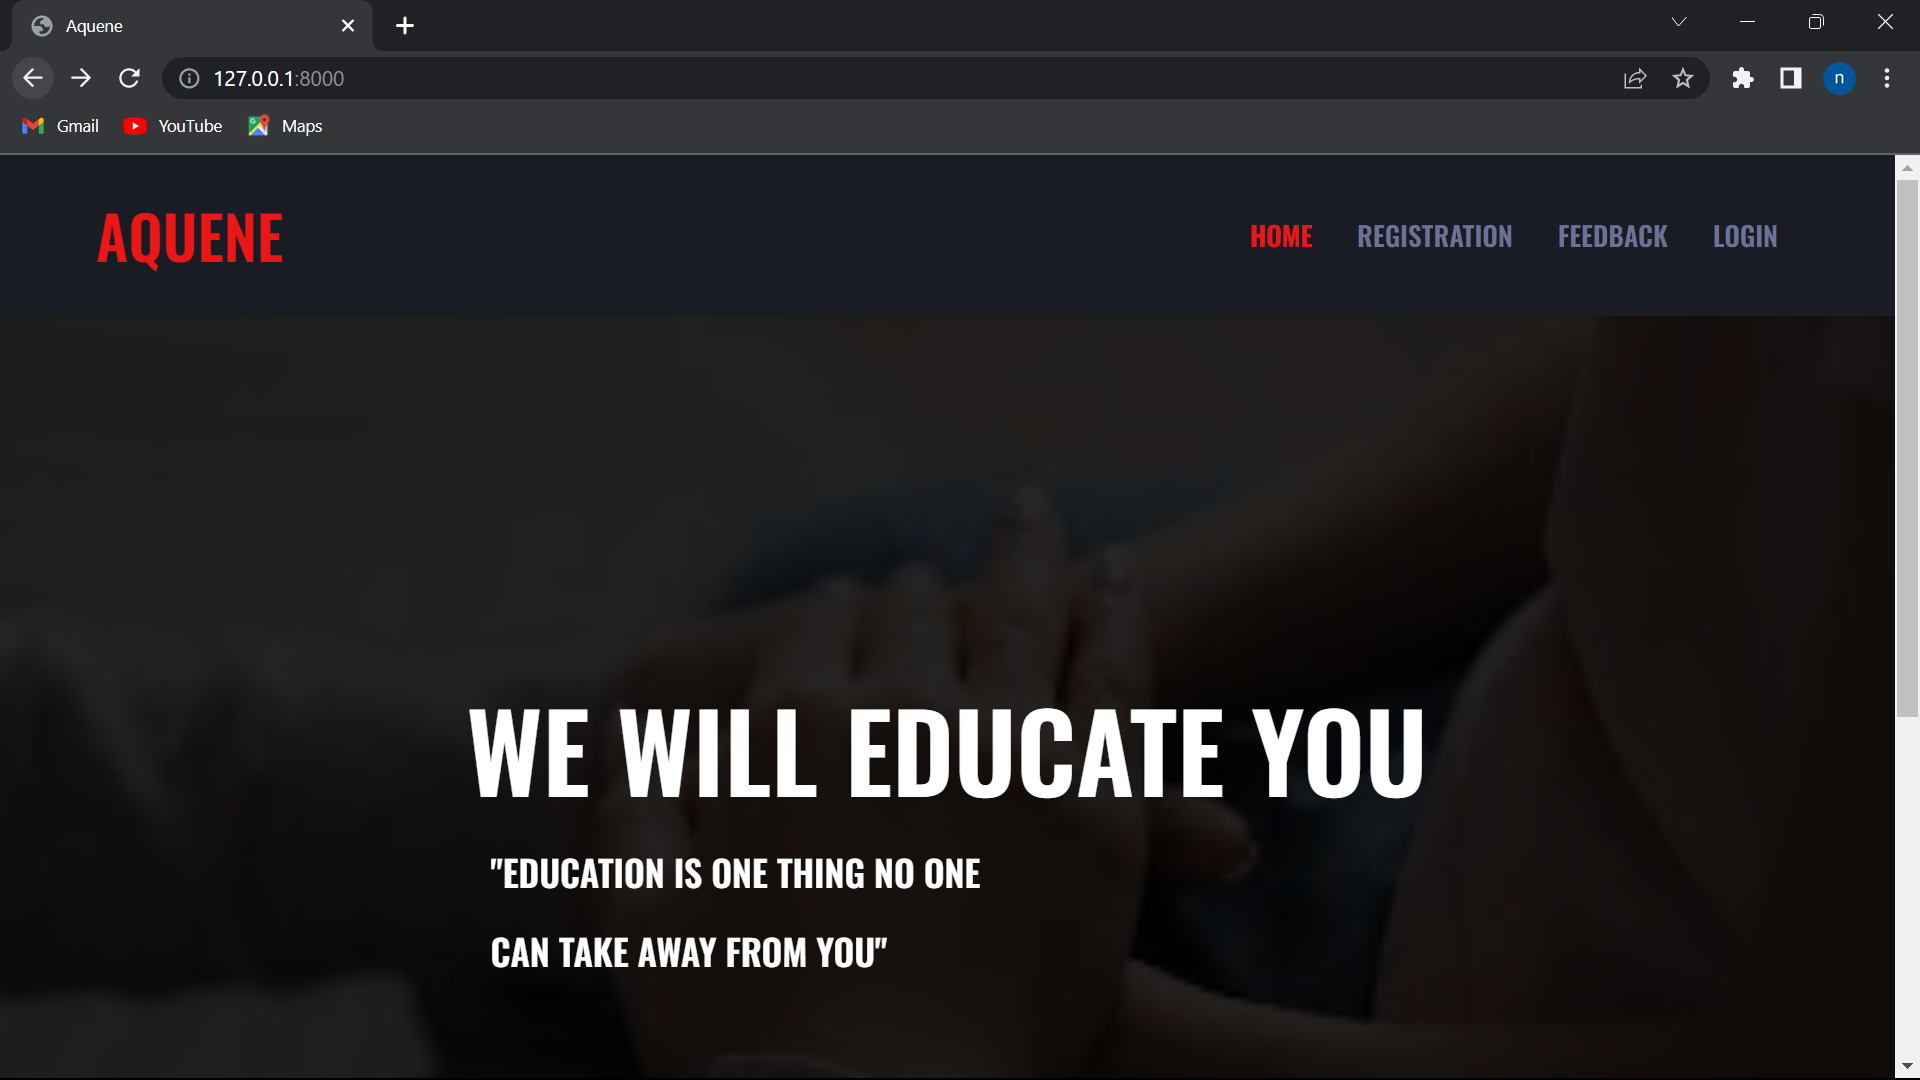 Aquene
127.0.0.1:8000
n
Gmail YouTube Maps
AQUENE
HOME REGISTRATION FEEDBACK LOGIN
WE WILL EDUCATE YOU
"EDUCATION IS ONE THING NO ONE
CAN TAKE AWAY FROM YOU"